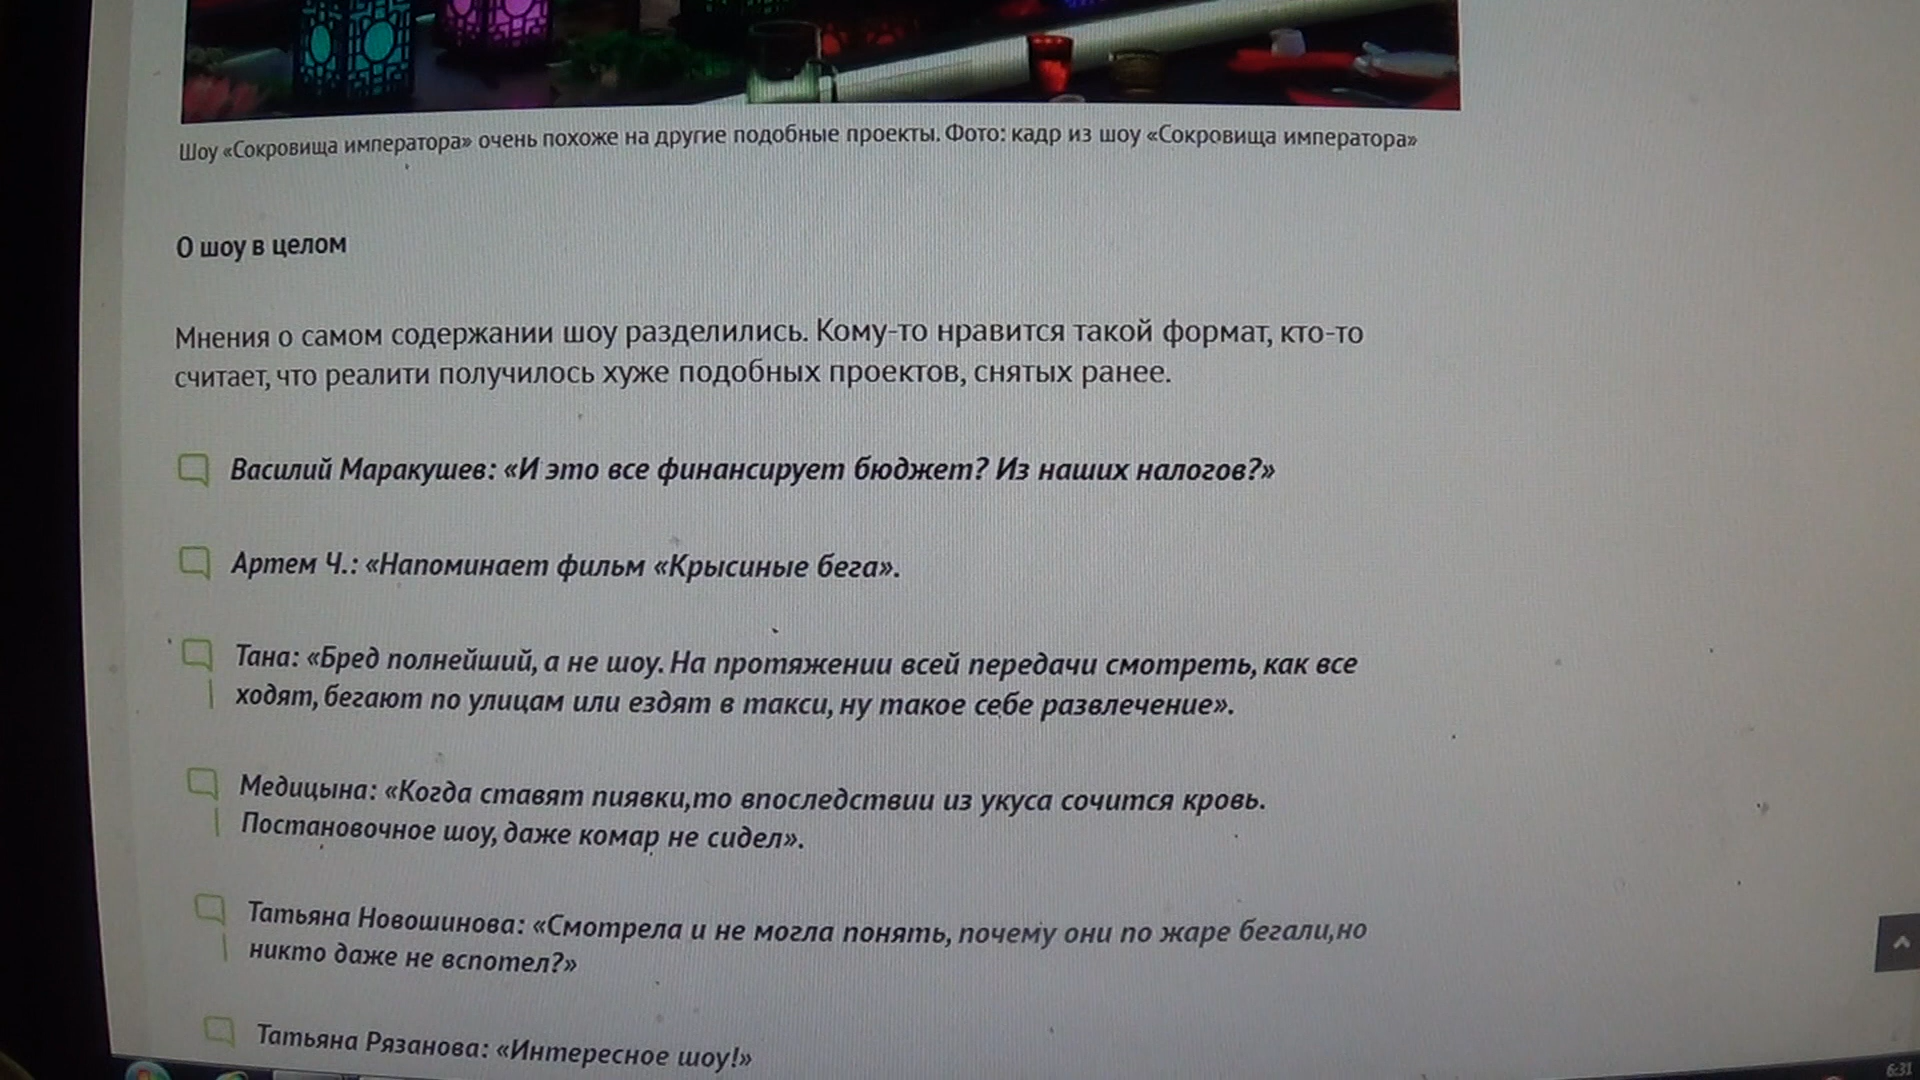 Шоу «Сокровища императора» очень похоже на другие подобные проекты. Фото: кадр из шоу «Сокровища императора»
О шоу в целом
Мнения о самом содержании шоу разделились. Кому-то нравится такой формат, кто-то
считает, что реалити получилось хуже подобных проектов, снятых ранее.
Василий Маракушев: «И это все финансирует бюджет? Из наших налогов?»
Артем Ч.: «Напоминает фильм «Крысиные бега».
Тана: «Бред полнейший, а не шоу. На протяжении всей передачи смотреть, как все
ходят, бегают по улицам или ездят в такси, ну такое себе развлечение».
Медицына: «Когда ставят пиявки,то впоследствии из укуса сочится кровь.
Постановочное шоу, даже комар не сидел».
Татьяна Новошинова: «Смотрела и не могла понять, почему они по жаре бегали,но
никто даже не вспотел?»
Татьяна Рязанова: «Интересное шоу!»
6:31